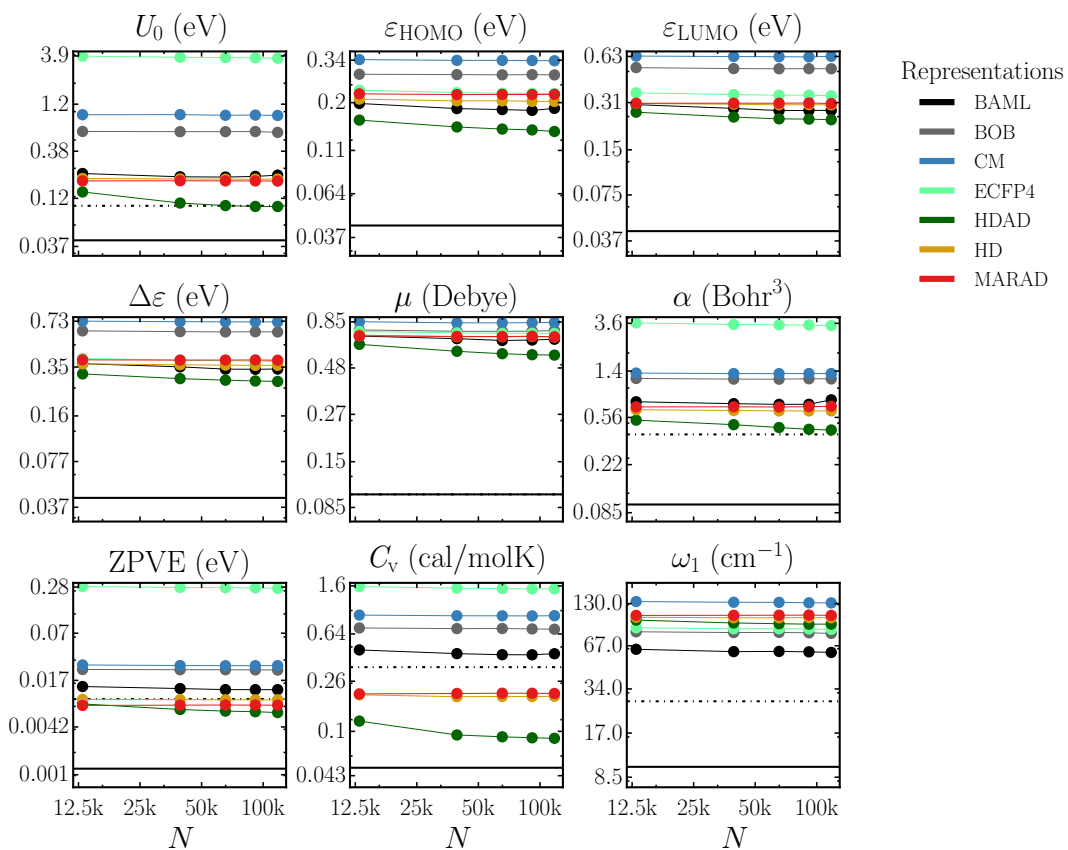 U₀ (eV)
3.9
1.2
0.38
0.12
0.037
ε_HOMO (eV)
0.34
0.2
0.11
0.064
0.037
ε_LUMO (eV)
0.63
0.31
0.15
0.075
0.037
Representations
BAML
BOB
CM
ECFP4
HDAD
HD
MARAD
Δε (eV)
0.73
0.35
0.16
0.077
0.037
μ (Debye)
0.85
0.48
0.27
0.15
0.085
α (Bohr³)
3.6
1.4
0.56
0.22
0.085
ZPVE (eV)
0.28
0.07
0.017
0.0042
0.001
12.5k 25k 50k 100k
N
C_v (cal/molK)
1.6
0.64
0.26
0.1
0.043
12.5k 25k 50k 100k
N
ω₁ (cm⁻¹)
130.0
67.0
34.0
17.0
8.5
12.5k 25k 50k 100k
N